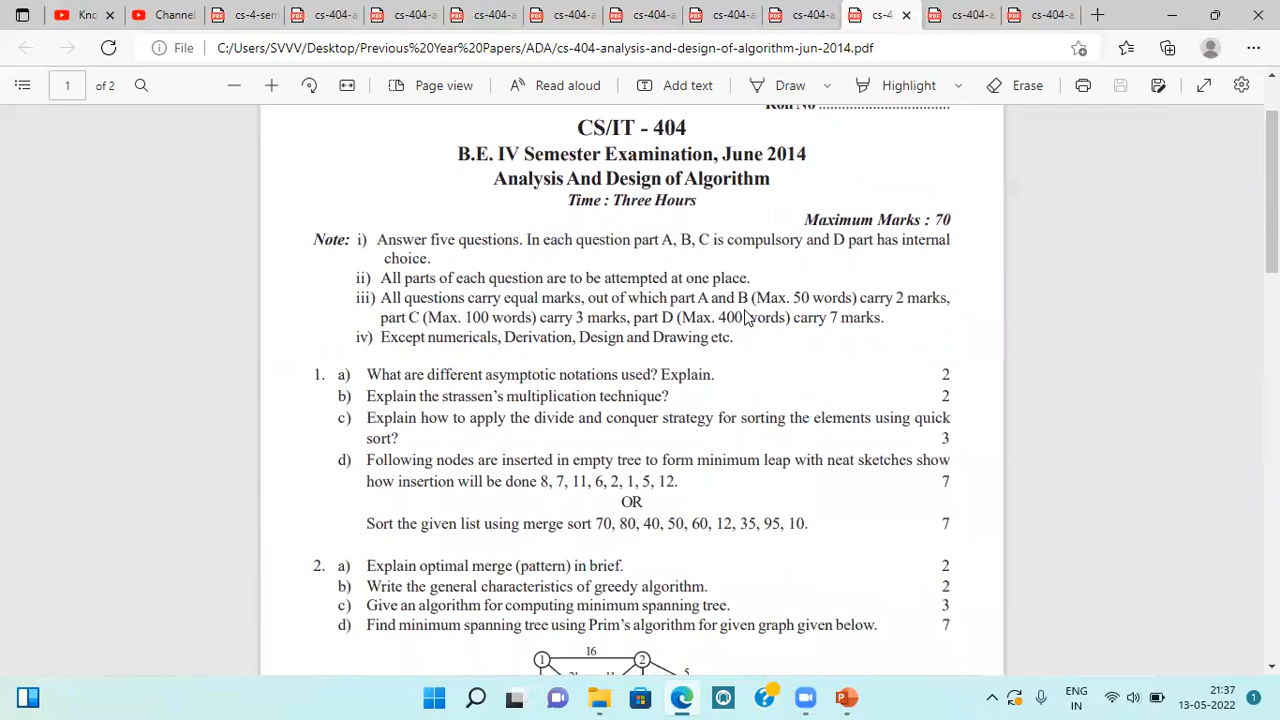 Knc
Channel
cs-4-sem
cs-404-a
cs-404-a
cs-404-a
cs-404-a
cs-404-a
cs-404-a
cs-404-a
cs-4
cs-404-a
cs-404-a
File
C:/Users/SVVV/Desktop/Previous%20Year%20Papers/ADA/cs-404-analysis-and-design-of-algorithm-jun-2014.pdf
1 of 2
Page view
Read aloud
Add text
Draw
Highlight
Erase
Roll No ..................................
CS/IT - 404
B.E. IV Semester Examination, June 2014
Analysis And Design of Algorithm
Time : Three Hours
Maximum Marks : 70
Note: i) Answer five questions. In each question part A, B, C is compulsory and D part has internal
choice.
ii) All parts of each question are to be attempted at one place.
iii) All questions carry equal marks, out of which part A and B (Max. 50 words) carry 2 marks,
part C (Max. 100 words) carry 3 marks, part D (Max. 400 words) carry 7 marks.
iv) Except numericals, Derivation, Design and Drawing etc.
1. a) What are different asymptotic notations used? Explain. 2
b) Explain the strassen's multiplication technique? 2
c) Explain how to apply the divide and conquer strategy for sorting the elements using quick
sort? 3
d) Following nodes are inserted in empty tree to form minimum leap with neat sketches show
how insertion will be done 8, 7, 11, 6, 2, 1, 5, 12. 7
OR
Sort the given list using merge sort 70, 80, 40, 50, 60, 12, 35, 95, 10. 7
2. a) Explain optimal merge (pattern) in brief. 2
b) Write the general characteristics of greedy algorithm. 2
c) Give an algorithm for computing minimum spanning tree. 3
d) Find minimum spanning tree using Prim's algorithm for given graph given below. 7
1 16 2
5
ENG
IN
21:37
13-05-2022
1